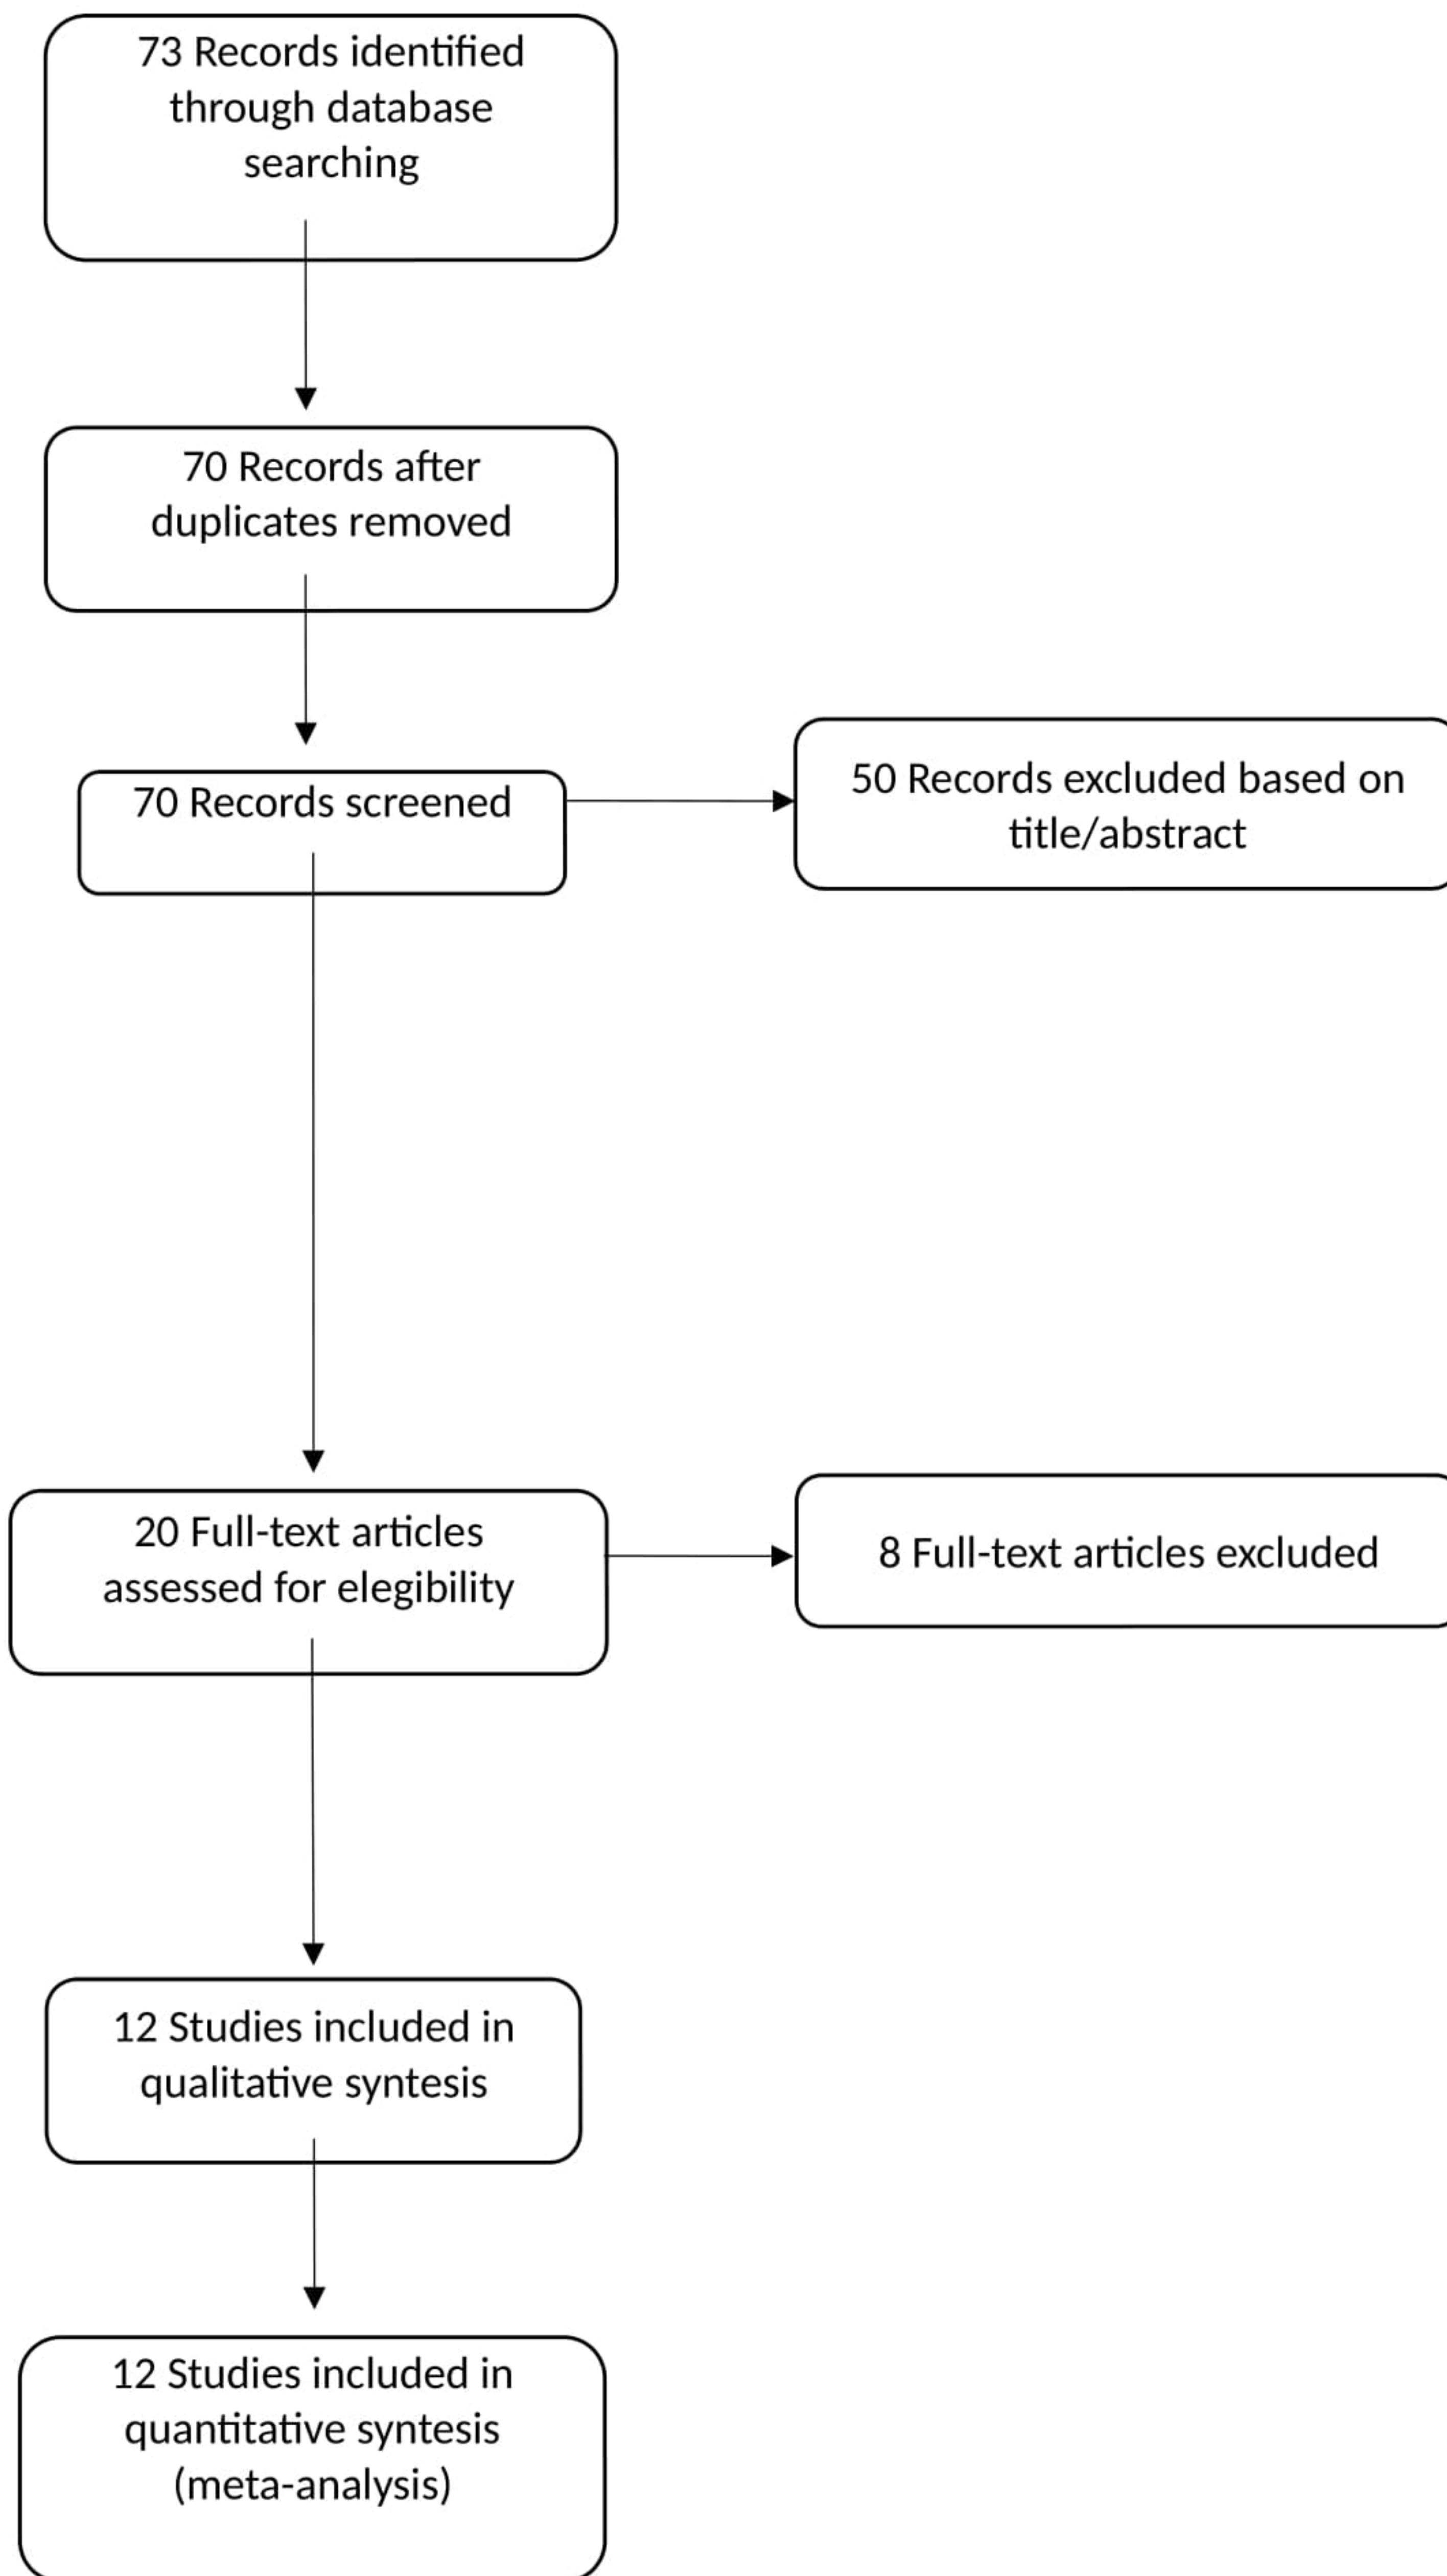 73 Records identified
through database
searching
70 Records after
duplicates removed
70 Records screened
50 Records excluded based on
title/abstract
20 Full-text articles
assessed for elegibility
8 Full-text articles excluded
12 Studies included in
qualitative syntesis
12 Studies included in
quantitative syntesis
(meta-analysis)